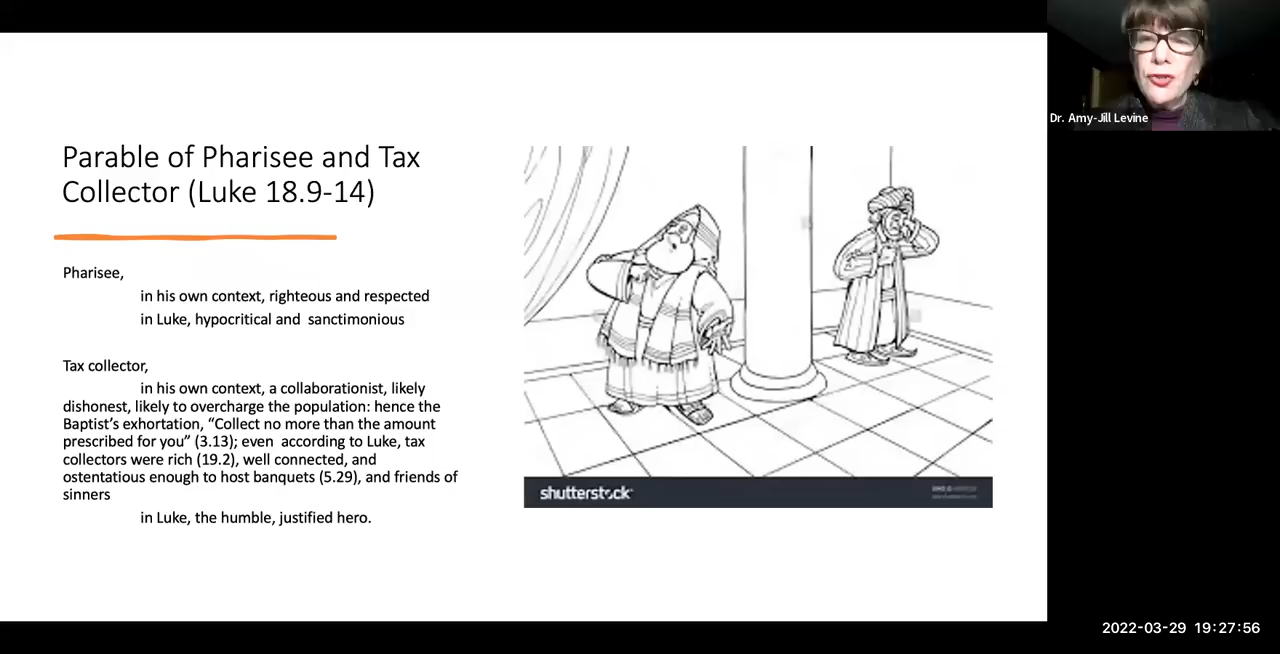 Parable of Pharisee and Tax
Collector (Luke 18.9-14)
Pharisee,
in his own context, righteous and respected
in Luke, hypocritical and sanctimonious
Tax collector,
in his own context, a collaborationist, likely
dishonest, likely to overcharge the population: hence the
Baptist’s exhortation, “Collect no more than the amount
prescribed for you” (3.13); even according to Luke, tax
collectors were rich (19.2), well connected, and
ostentatious enough to host banquets (5.29), and friends of
sinners
in Luke, the humble, justified hero.
shutterstock
Dr. Amy-Jill Levine
2022-03-29 19:27:56